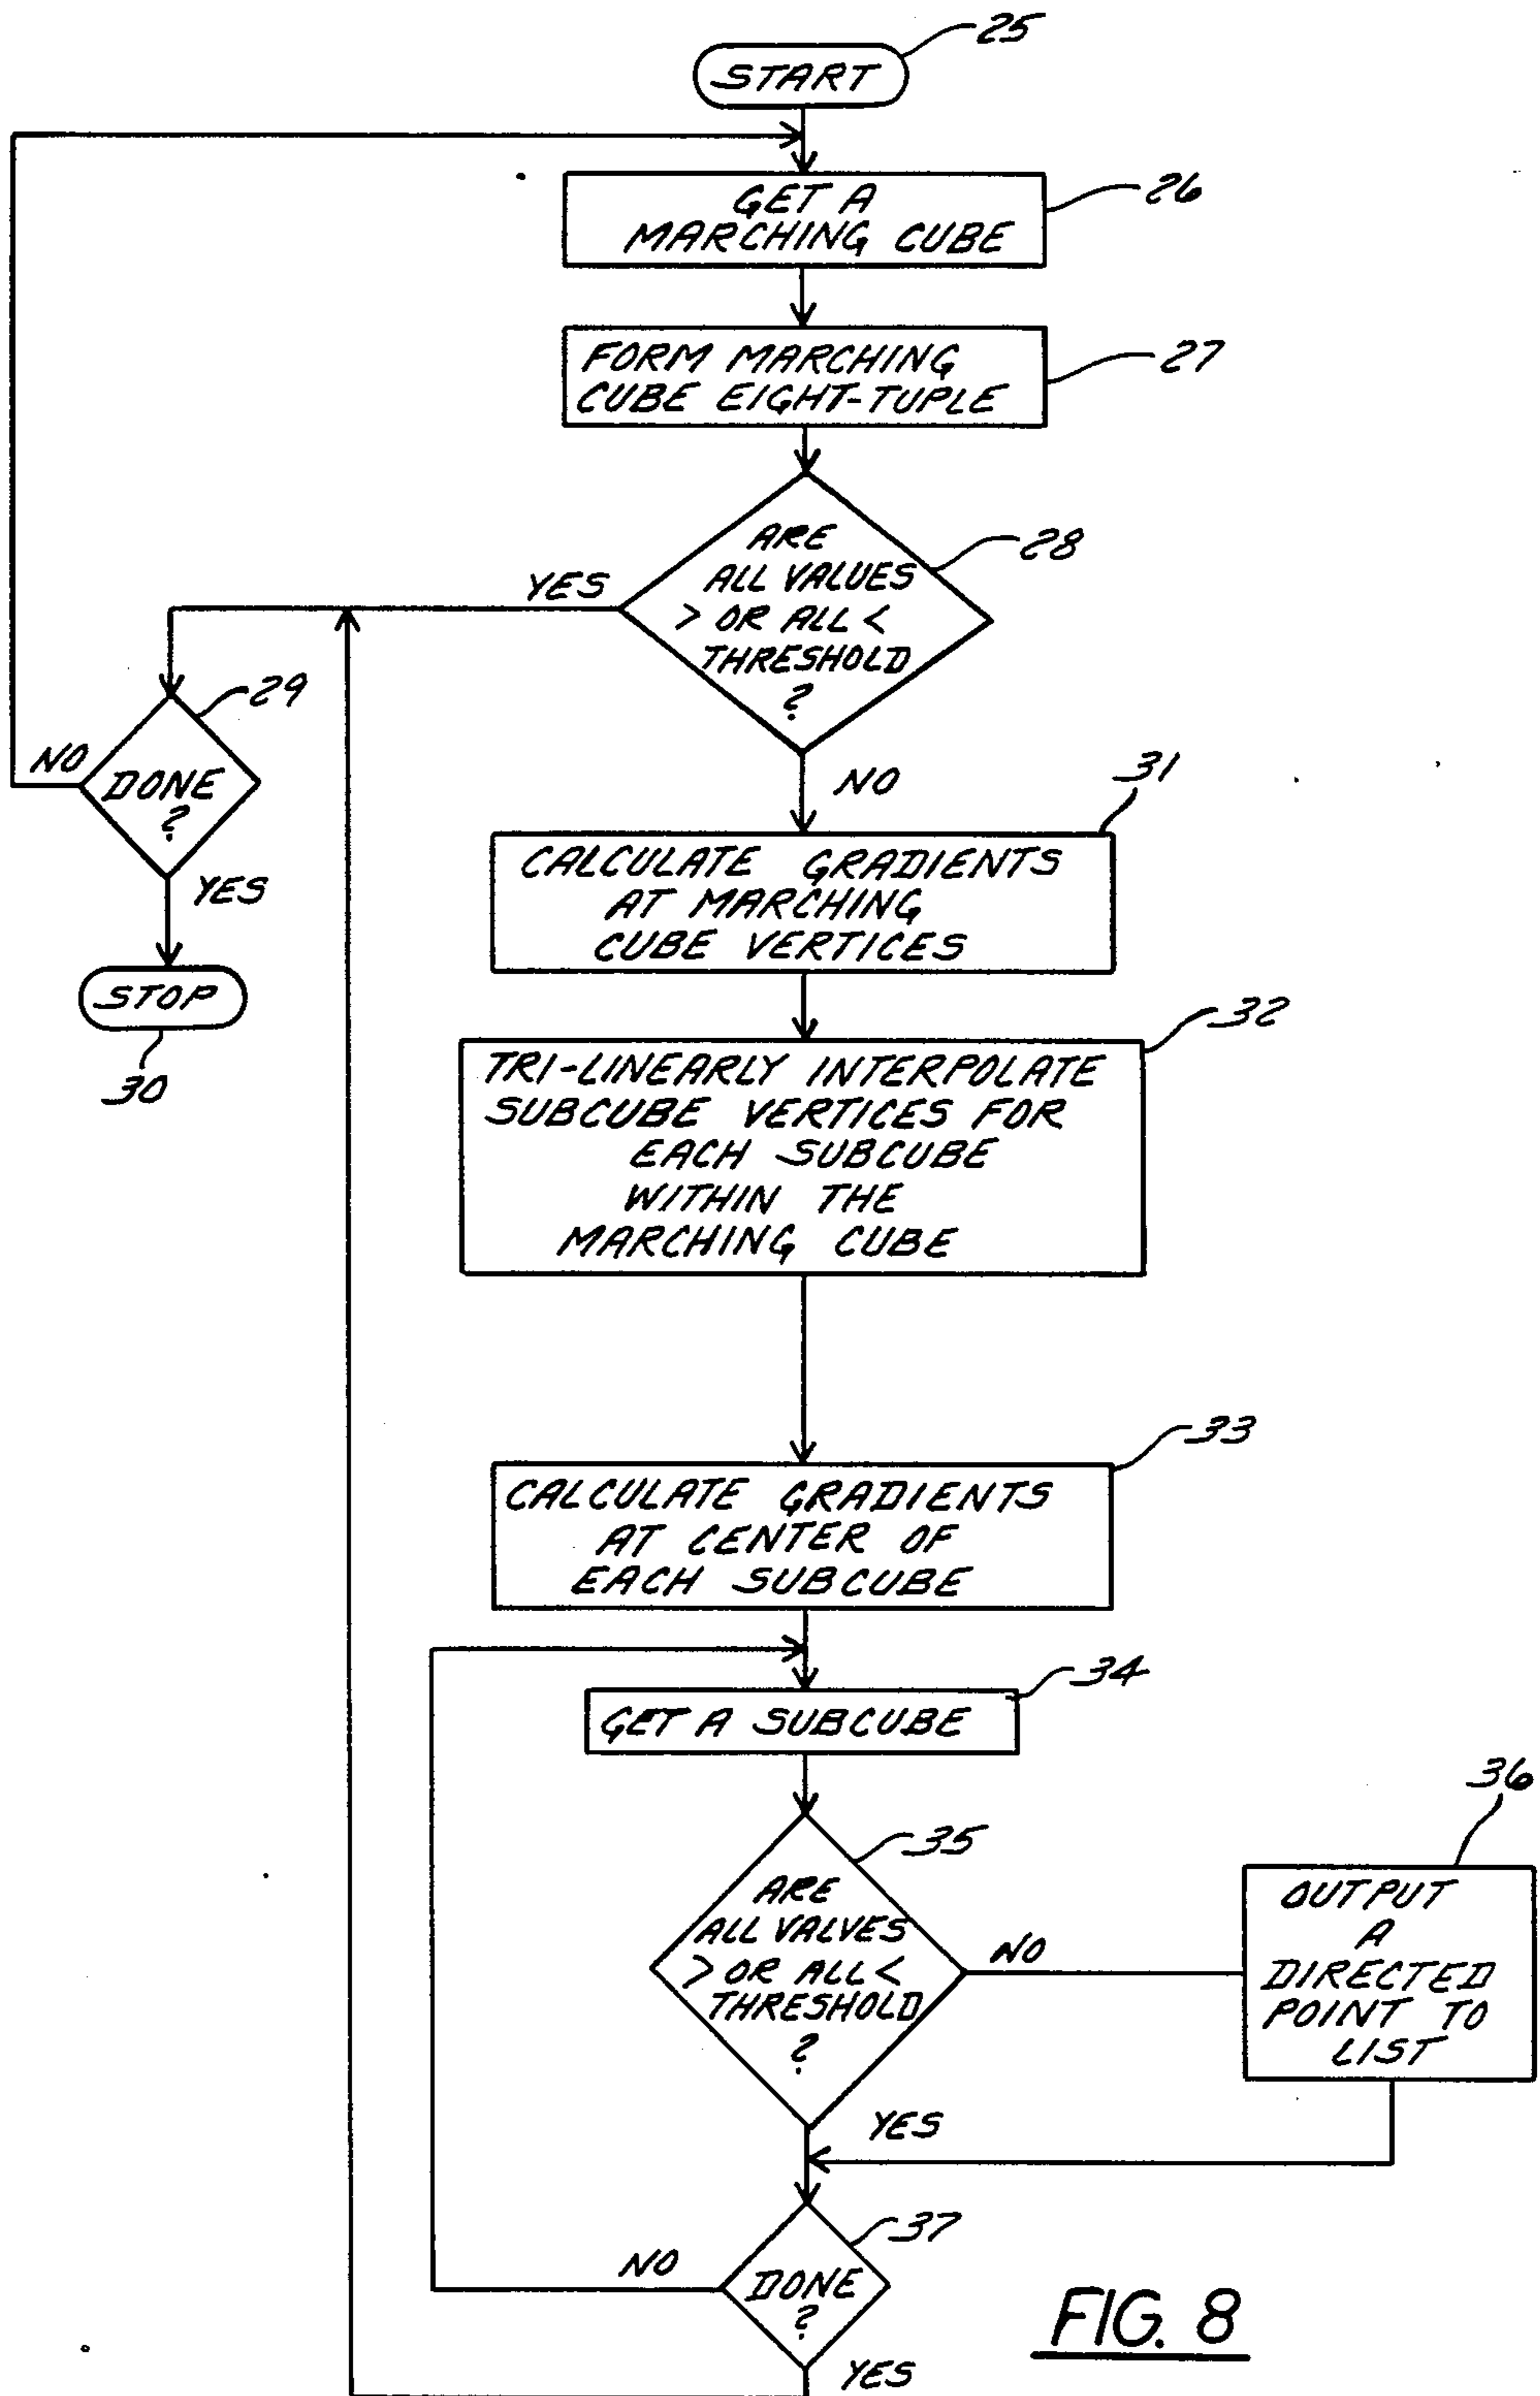 25
START
26
GET A
MARCHING CUBE
27
FORM MARCHING
CUBE EIGHT-TUPLE
28
ARE
ALL VALUES
> OR ALL <
THRESHOLD
?
YES
29
NO
DONE
?
YES
STOP
30
NO
31
CALCULATE GRADIENTS
AT MARCHING
CUBE VERTICES
32
TRI-LINEARLY INTERPOLATE
SUBCUBE VERTICES FOR
EACH SUBCUBE
WITHIN THE
MARCHING CUBE
33
CALCULATE GRADIENTS
AT CENTER OF
EACH SUBCUBE
34
GET A SUBCUBE
35
ARE
ALL VALVES
> OR ALL <
THRESHOLD
?
NO
36
OUTPUT
A
DIRECTED
POINT TO
LIST
YES
37
NO
DONE
?
YES
FIG. 8